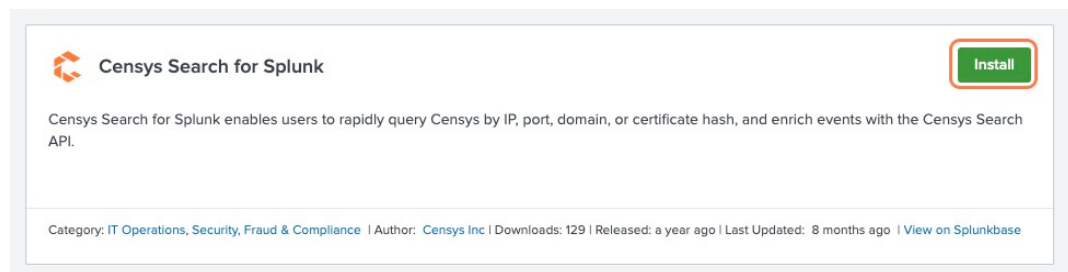 Censys Search for Splunk
Install
Censys Search for Splunk enables users to rapidly query Censys by IP, port, domain, or certificate hash, and enrich events with the Censys Search
API.
Category: IT Operations, Security, Fraud & Compliance | Author: Censys Inc | Downloads: 129 | Released: a year ago | Last Updated: 8 months ago | View on Splunkbase